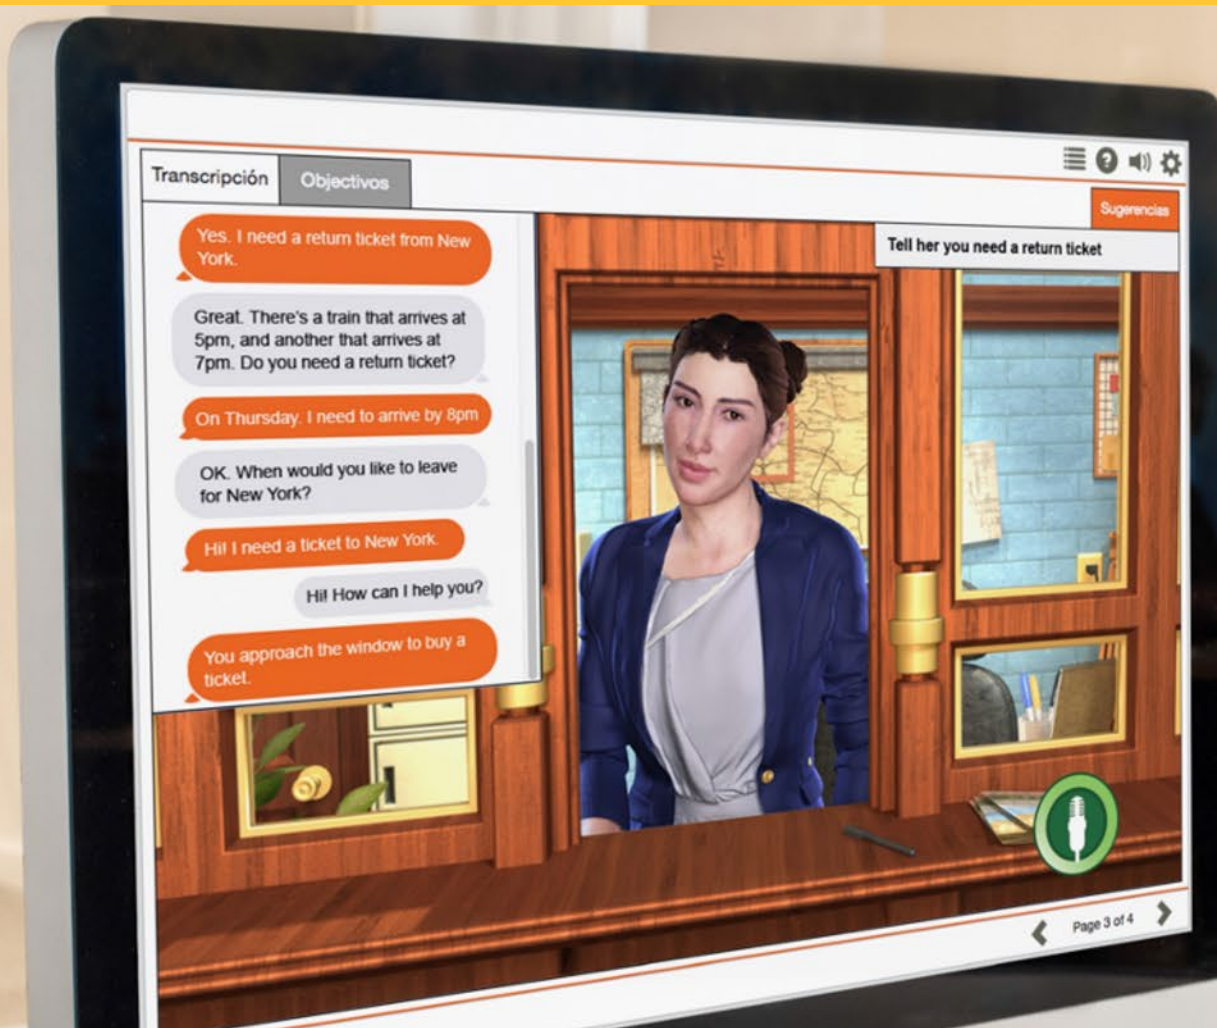 Transcripción
Objectivos
Sugerencias
Tell her you need a return ticket
Yes. I need a return ticket from New
York.
Great. There's a train that arrives at
5pm, and another that arrives at
7pm. Do you need a return ticket?
On Thursday. I need to arrive by 8pm
OK. When would you like to leave
for New York?
Hi! I need a ticket to New York.
Hi! How can I help you?
You approach the window to buy a
ticket.
Page 3 of 4